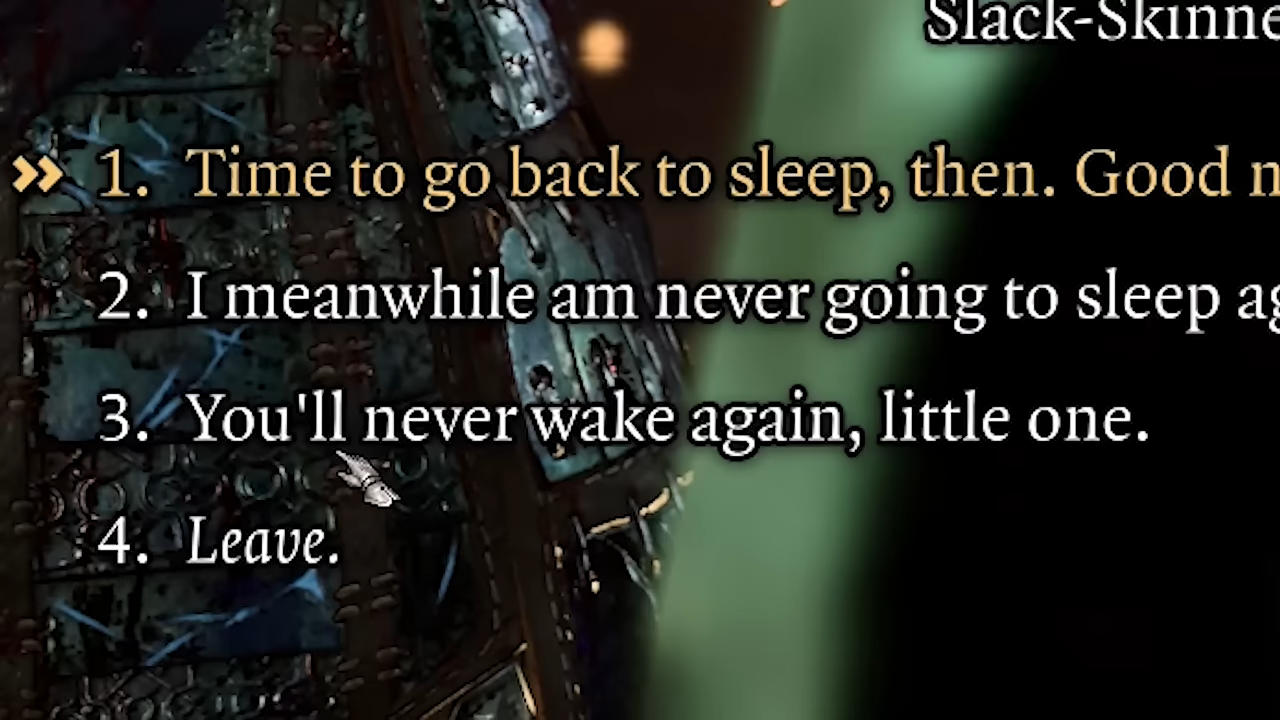 Slack-Skinne
1. Time to go back to sleep, then. Good n
2. I meanwhile am never going to sleep ag
3. You'll never wake again, little one.
4. Leave.